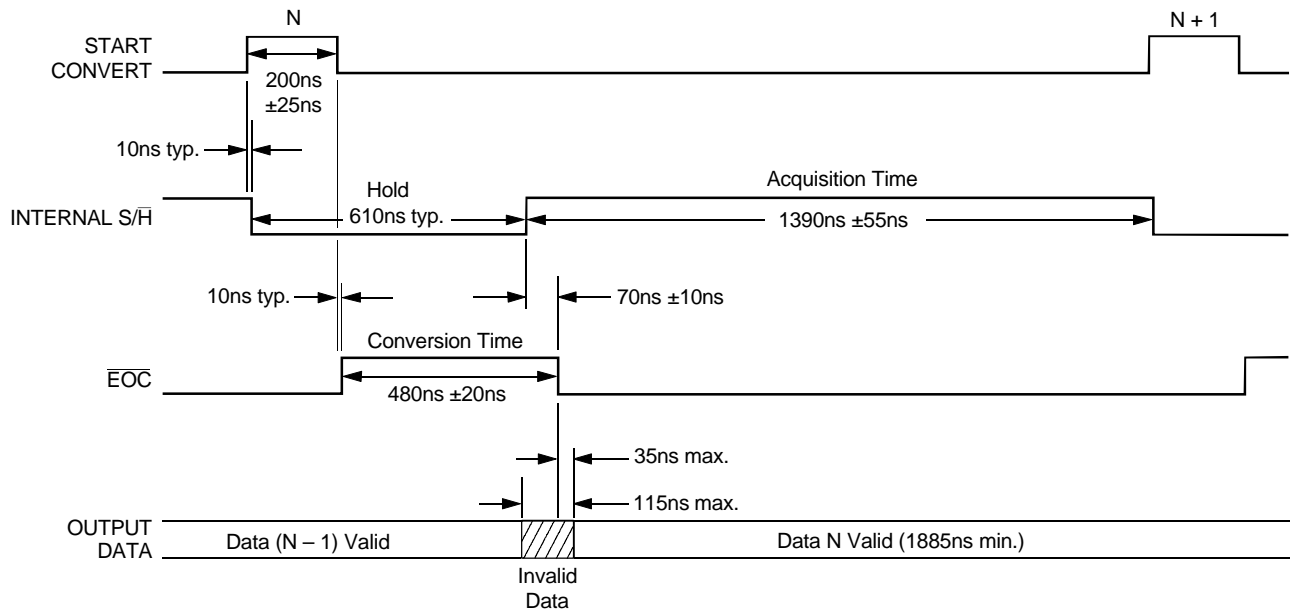 N
N + 1
START
CONVERT
200ns
±25ns
10ns typ.
Hold
Acquisition Time
INTERNAL S/H̅
610ns typ.
1390ns ±55ns
10ns typ.
70ns ±10ns
Conversion Time
E̅O̅C̅
480ns ±20ns
35ns max.
115ns max.
OUTPUT
DATA
Data (N – 1) Valid
Data N Valid (1885ns min.)
Invalid
Data